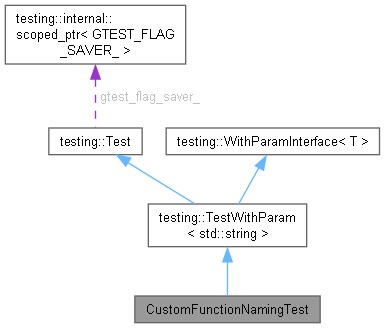 testing::internal::
scoped_ptr< GTEST_FLAG
_SAVER_ >
gtest_flag_saver_
testing::Test
testing::WithParamInterface< T >
testing::TestWithParam
< std::string >
CustomFunctionNamingTest